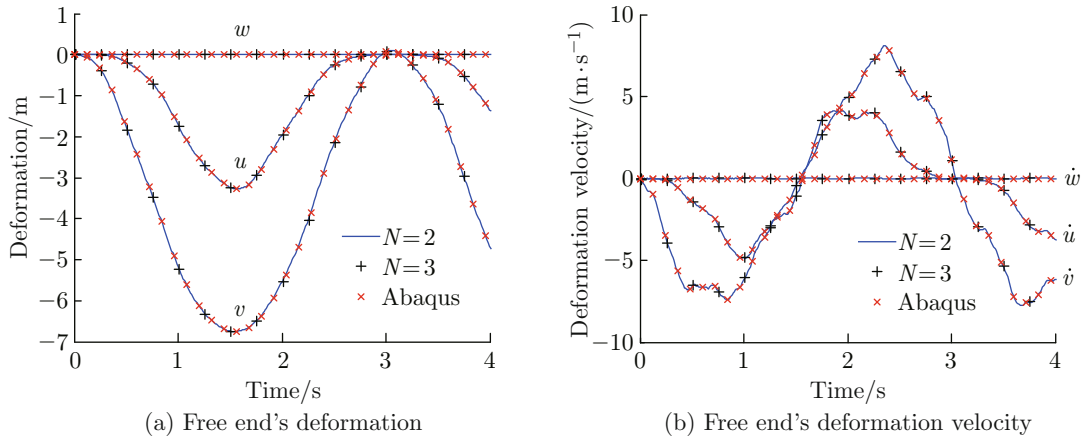 1
0
−1
−2
−3
−4
−5
−6
−7
Deformation/m
w
u
v
N=2
N=3
Abaqus
0 1 2 3 4
Time/s
(a) Free end's deformation
10
5
0
−5
−10
Deformation velocity/(m·s⁻¹)
ẇ
u̇
v̇
N=2
N=3
Abaqus
0 1 2 3 4
Time/s
(b) Free end's deformation velocity